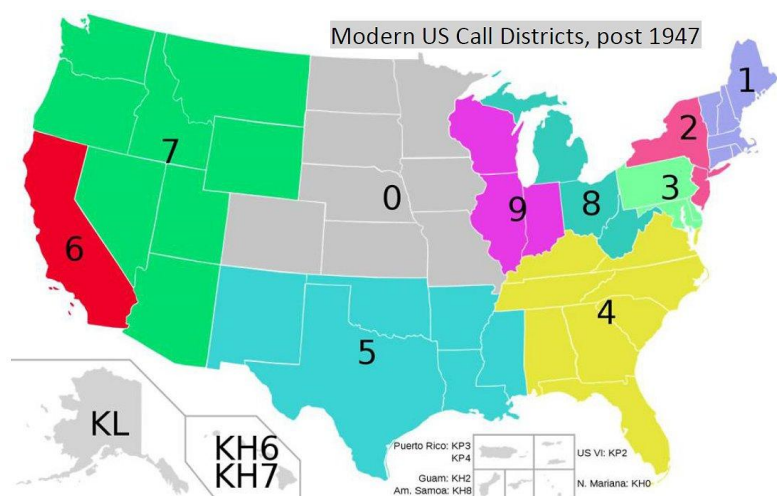 Modern US Call Districts, post 1947
1
2
7
3
0
9
8
6
4
5
KL
KH6
KH7
Puerto Rico: KP3
KP4
US VI: KP2
Guam: KH2
Am. Samoa: KH8
N. Mariana: KH0